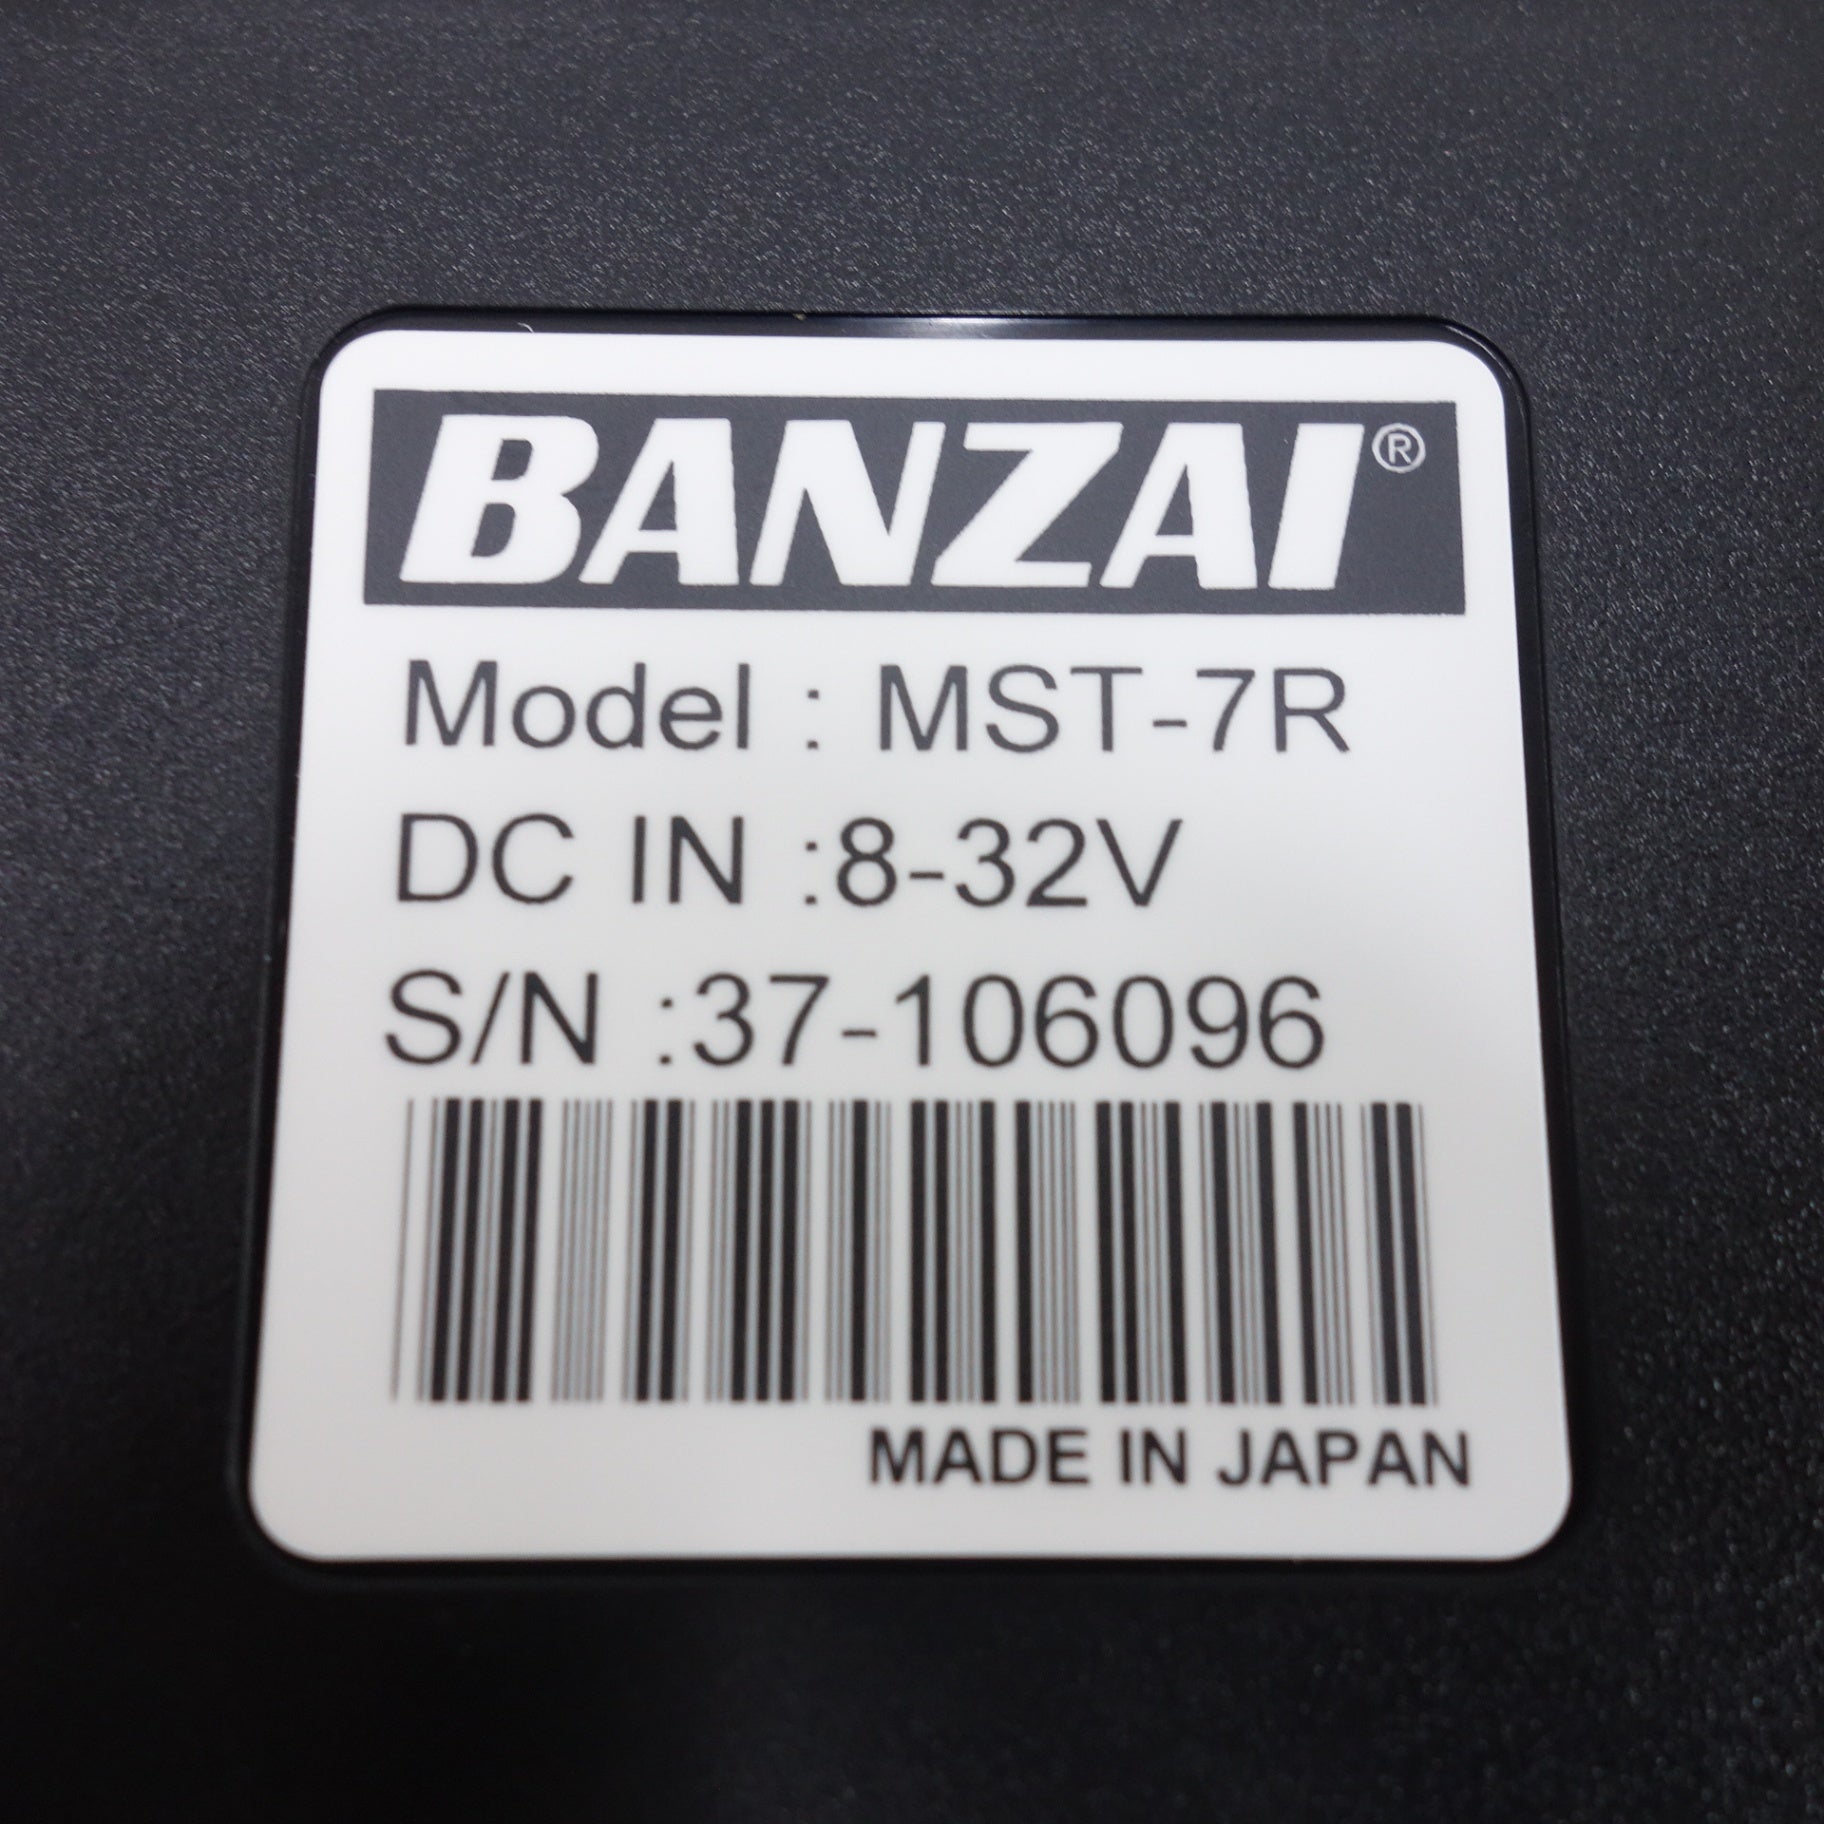 BANZAI®
Model : MST-7R
DC IN :8-32V
S/N :37-106096
MADE IN JAPAN